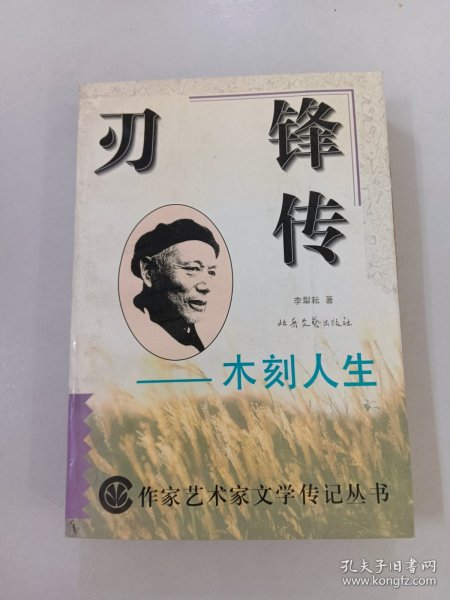 刃锋传
李犁耘 著
北岳文艺出版社
——木刻人生
作家艺术家文学传记丛书
孔夫子旧书网
www.kongfz.com